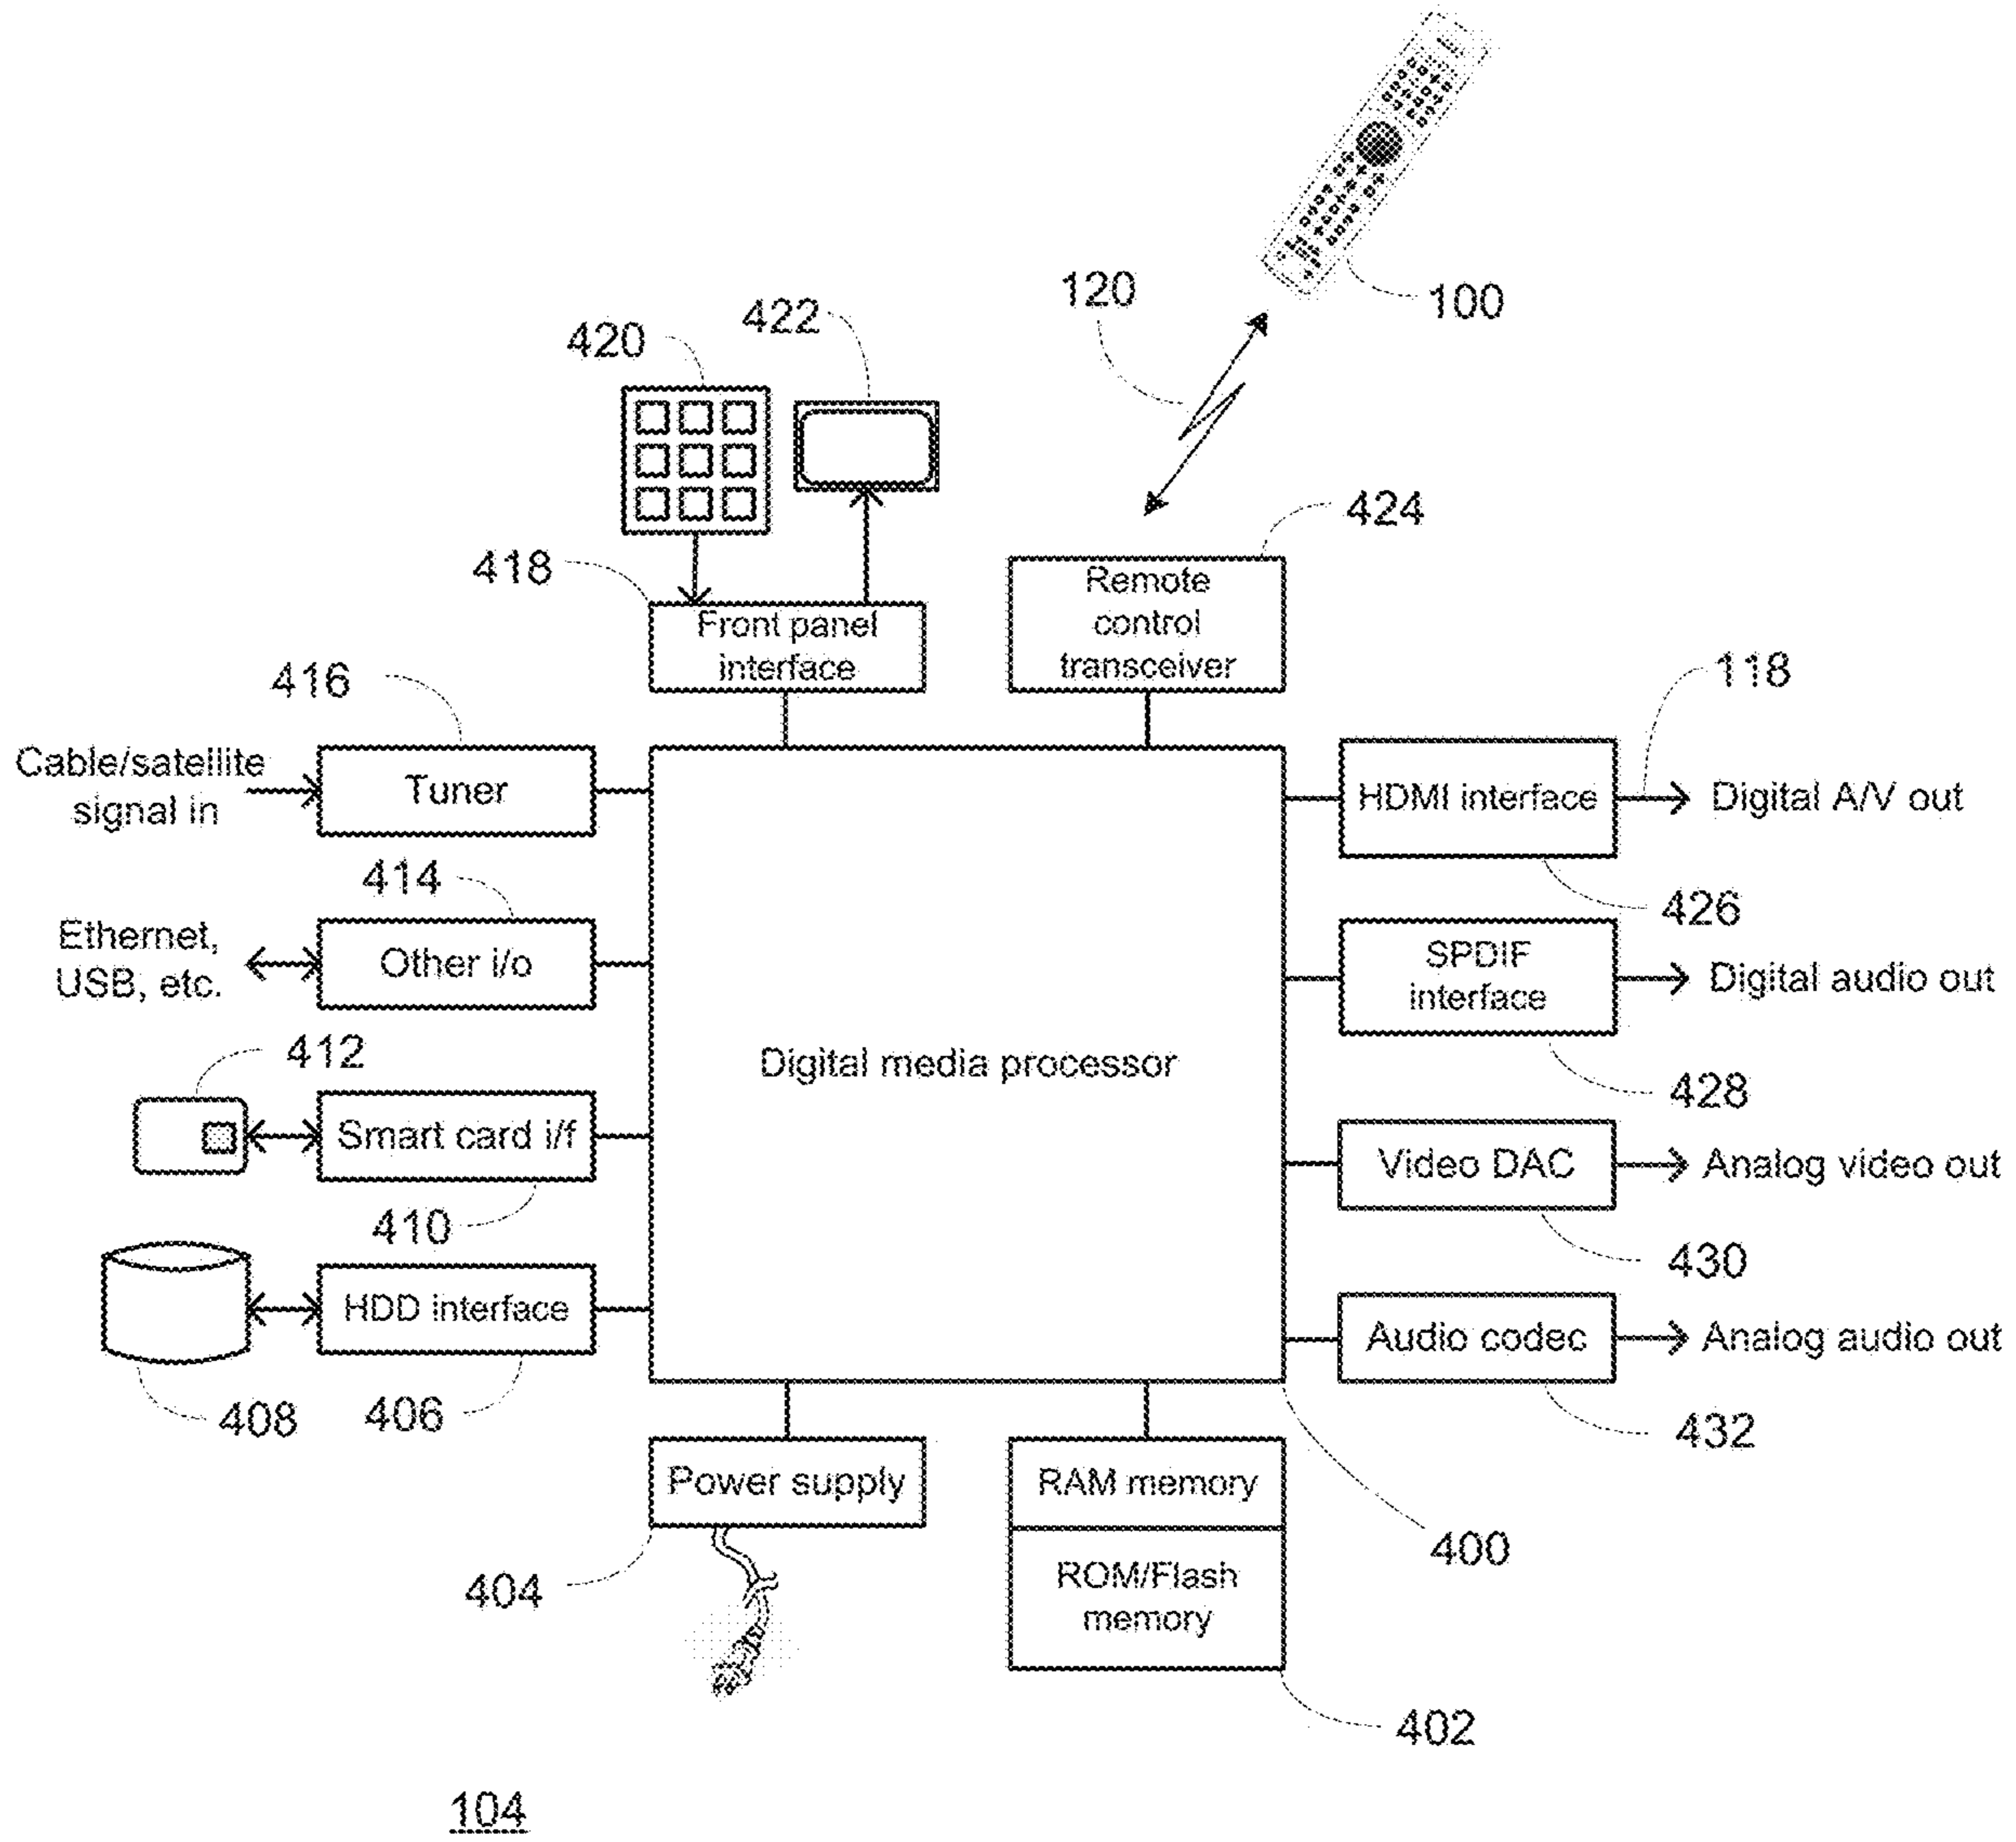 100
120
422
420
424
418
Remote
control
transceiver
Front panel
interface
118
416
Cable/satellite
signal in
Tuner
HDMI interface
Digital A/V out
414
426
Ethernet,
USB, etc.
Other i/o
SPDIF
interface
Digital audio out
412
Digital media processor
428
Smart card i/f
Video DAC
Analog video out
410
430
HDD interface
Audio codec
Analog audio out
408
406
432
Power supply
RAM memory
400
404
ROM/Flash
memory
402
104